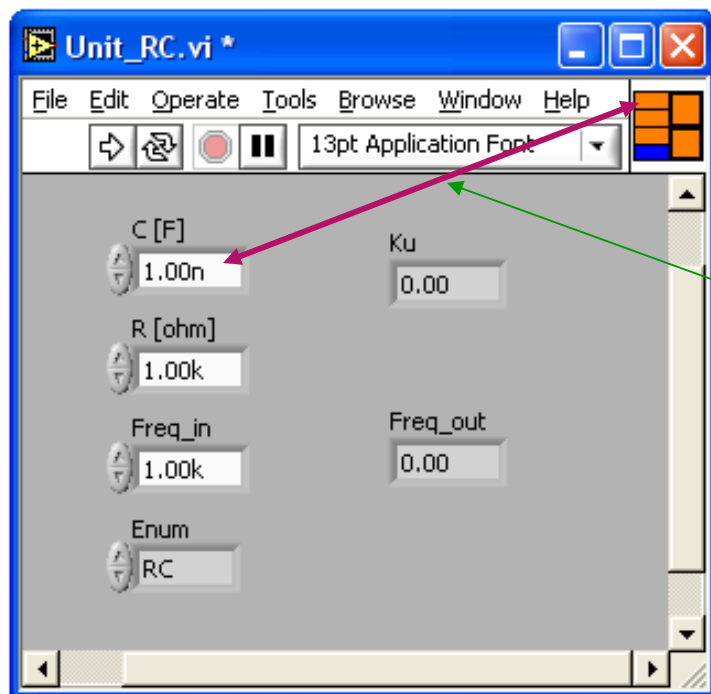 Unit_RC.vi *
File Edit Operate Tools Browse Window Help
13pt Application Font
C [F]
1.00n
Ku
0.00
R [ohm]
1.00k
Freq_in
1.00k
Freq_out
0.00
Enum
RC